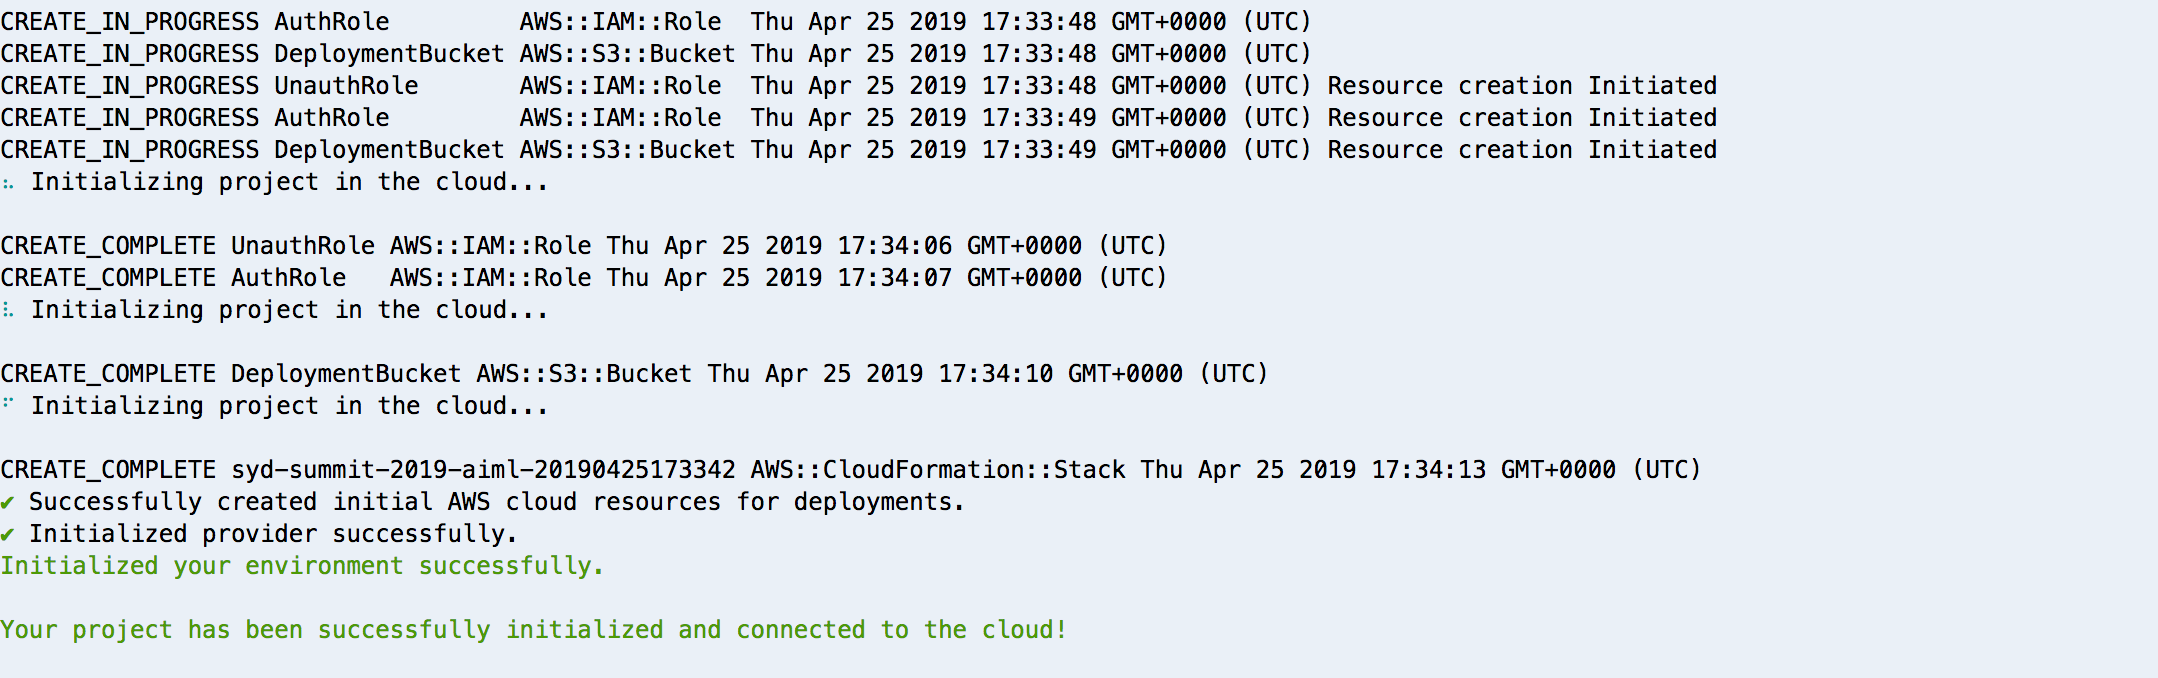 CREATE_IN_PROGRESS AuthRole         AWS::IAM::Role  Thu Apr 25 2019 17:33:48 GMT+0000 (UTC)
CREATE_IN_PROGRESS DeploymentBucket AWS::S3::Bucket Thu Apr 25 2019 17:33:48 GMT+0000 (UTC)
CREATE_IN_PROGRESS UnauthRole       AWS::IAM::Role  Thu Apr 25 2019 17:33:48 GMT+0000 (UTC) Resource creation Initiated
CREATE_IN_PROGRESS AuthRole         AWS::IAM::Role  Thu Apr 25 2019 17:33:49 GMT+0000 (UTC) Resource creation Initiated
CREATE_IN_PROGRESS DeploymentBucket AWS::S3::Bucket Thu Apr 25 2019 17:33:49 GMT+0000 (UTC) Resource creation Initiated
⠦ Initializing project in the cloud...

CREATE_COMPLETE UnauthRole AWS::IAM::Role Thu Apr 25 2019 17:34:06 GMT+0000 (UTC)
CREATE_COMPLETE AuthRole   AWS::IAM::Role Thu Apr 25 2019 17:34:07 GMT+0000 (UTC)
⠧ Initializing project in the cloud...

CREATE_COMPLETE DeploymentBucket AWS::S3::Bucket Thu Apr 25 2019 17:34:10 GMT+0000 (UTC)
⠋ Initializing project in the cloud...

CREATE_COMPLETE syd-summit-2019-aiml-20190425173342 AWS::CloudFormation::Stack Thu Apr 25 2019 17:34:13 GMT+0000 (UTC)
✔ Successfully created initial AWS cloud resources for deployments.
✔ Initialized provider successfully.
Initialized your environment successfully.

Your project has been successfully initialized and connected to the cloud!